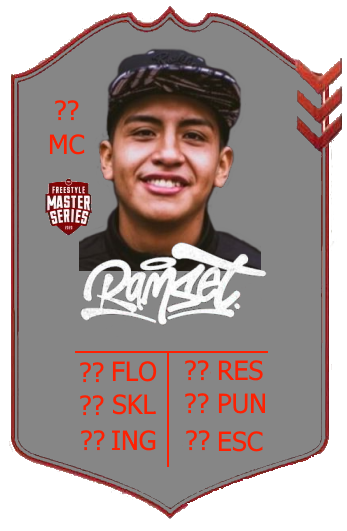 ??
MC
FREESTYLE
MASTER
SERIES
Ramset.
?? FLO ?? RES
?? SKL ?? PUN
?? ING ?? ESC